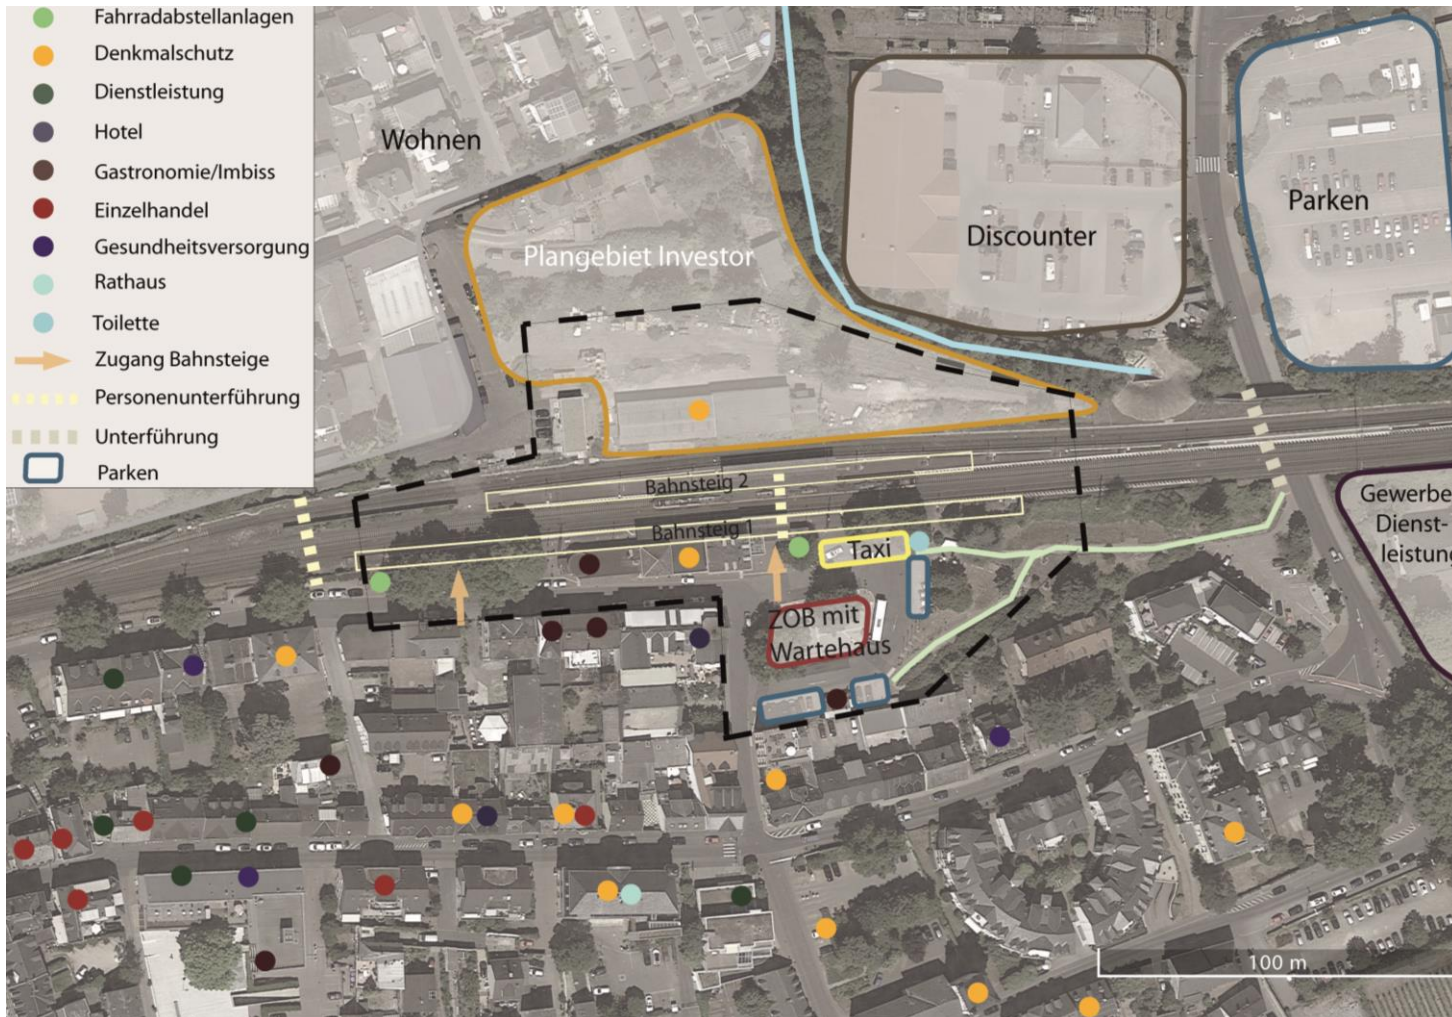 Fahrradabstellanlagen
Denkmalschutz
Dienstleistung
Hotel
Gastronomie/Imbiss
Einzelhandel
Gesundheitsversorgung
Rathaus
Toilette
Zugang Bahnsteige
Personenunterführung
Unterführung
Parken
Wohnen
Plangebiet Investor
Discounter
Parken
Bahnsteig 2
Bahnsteig 1
Taxi
ZOB mit
Wartehaus
Gewerbe
Dienst-
leistung
100 m